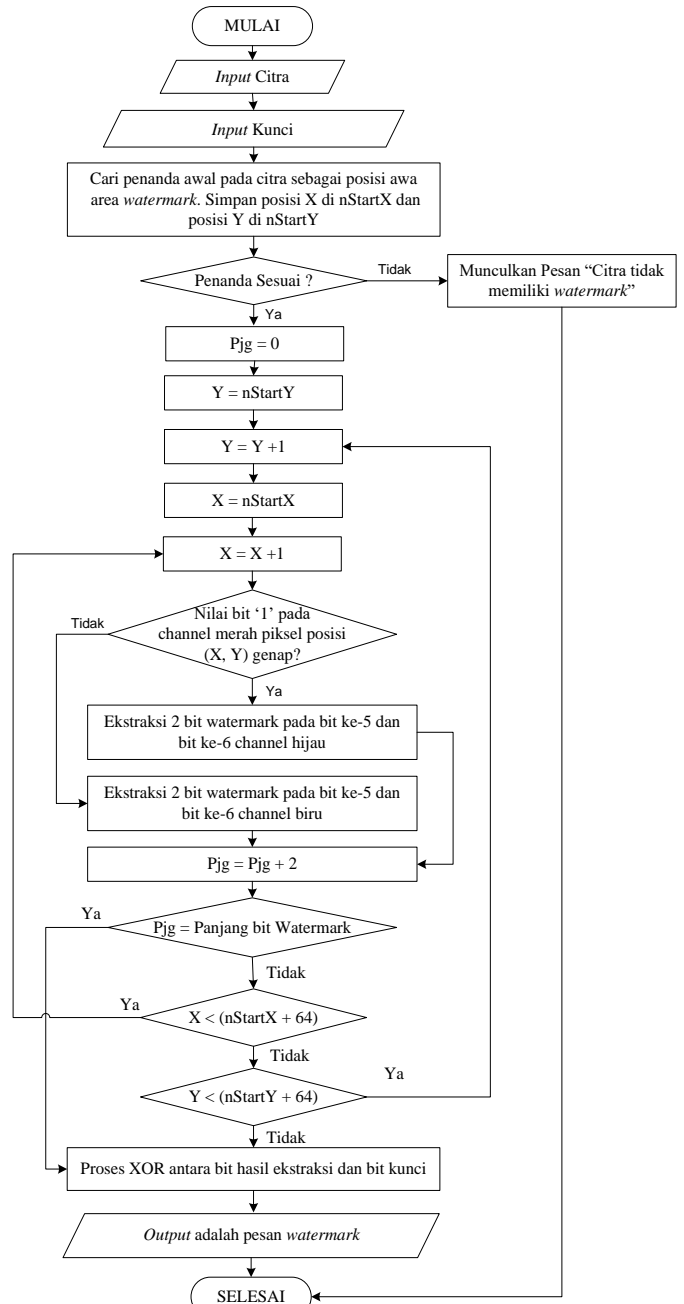 MULAI
Input Citra
Input Kunci
Cari penanda awal pada citra sebagai posisi awa
area watermark. Simpan posisi X di nStartX dan
posisi Y di nStartY
Penanda Sesuai ?
Tidak
Munculkan Pesan “Citra tidak
memiliki watermark”
Ya
Pjg = 0
Y = nStartY
Y = Y +1
X = nStartX
X = X +1
Tidak
Nilai bit ‘1’ pada
channel merah piksel posisi
(X, Y) genap?
Ya
Ekstraksi 2 bit watermark pada bit ke-5 dan
bit ke-6 channel hijau
Ekstraksi 2 bit watermark pada bit ke-5 dan
bit ke-6 channel biru
Pjg = Pjg + 2
Ya
Pjg = Panjang bit Watermark
Tidak
Ya
X < (nStartX + 64)
Tidak
Ya
Y < (nStartY + 64)
Tidak
Proses XOR antara bit hasil ekstraksi dan bit kunci
Output adalah pesan watermark
SELESAI